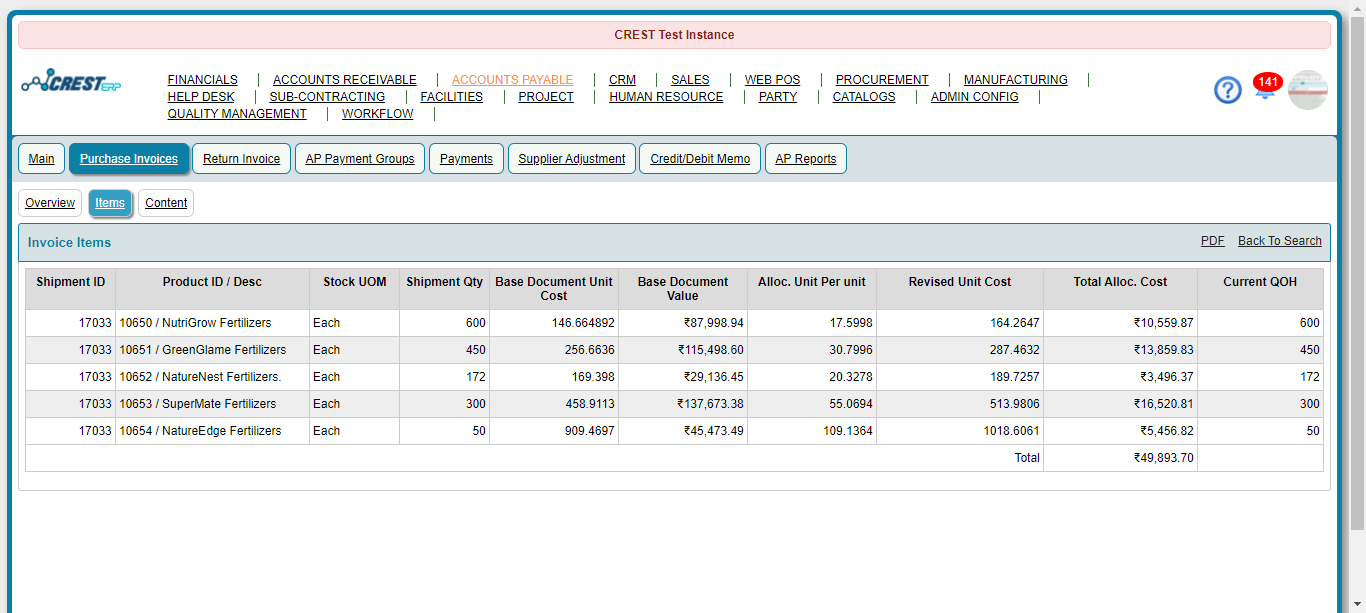 CREST Test Instance
CRESTERP
FINANCIALS | ACCOUNTS RECEIVABLE | ACCOUNTS PAYABLE | CRM | SALES | WEB POS | PROCUREMENT | MANUFACTURING |
HELP DESK | SUB-CONTRACTING | FACILITIES | PROJECT | HUMAN RESOURCE | PARTY | CATALOGS | ADMIN CONFIG |
QUALITY MANAGEMENT | WORKFLOW |
? 141
Main Purchase Invoices Return Invoice AP Payment Groups Payments Supplier Adjustment Credit/Debit Memo AP Reports
Overview Items Content
Invoice Items PDF Back To Search
Shipment ID Product ID / Desc Stock UOM Shipment Qty Base Document Unit Cost Base Document Value Alloc. Unit Per unit Revised Unit Cost Total Alloc. Cost Current QOH
17033 10650 / NutriGrow Fertilizers Each 600 146.664892 ₹87,998.94 17.5998 164.2647 ₹10,559.87 600
17033 10651 / GreenGlame Fertilizers Each 450 256.6636 ₹115,498.60 30.7996 287.4632 ₹13,859.83 450
17033 10652 / NatureNest Fertilizers. Each 172 169.398 ₹29,136.45 20.3278 189.7257 ₹3,496.37 172
17033 10653 / SuperMate Fertilizers Each 300 458.9113 ₹137,673.38 55.0694 513.9806 ₹16,520.81 300
17033 10654 / NatureEdge Fertilizers Each 50 909.4697 ₹45,473.49 109.1364 1018.6061 ₹5,456.82 50
Total ₹49,893.70